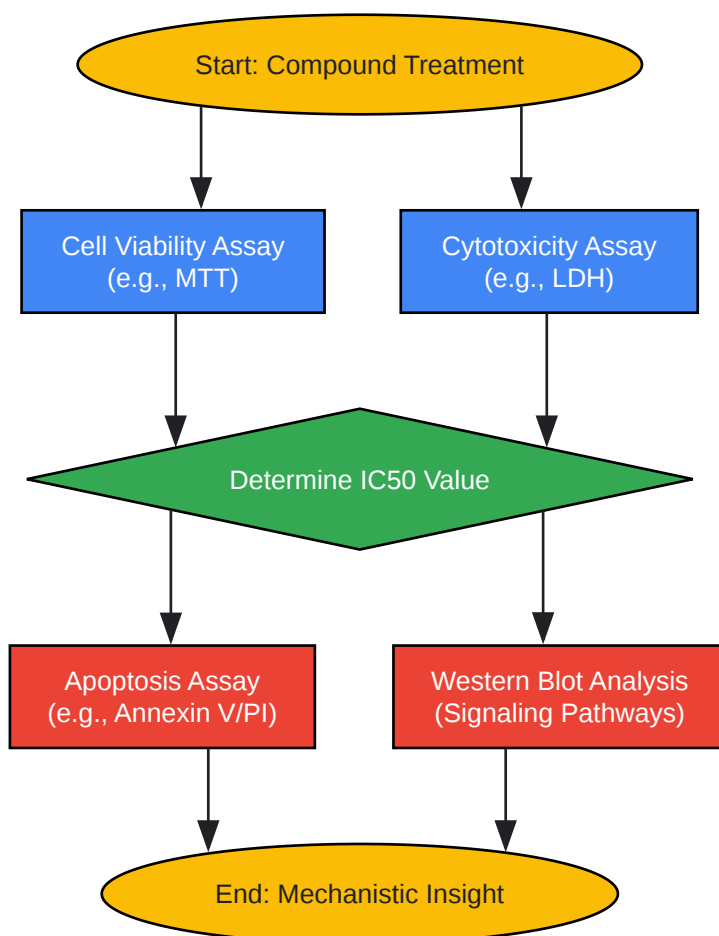 Start: Compound Treatment
Cell Viability Assay
(e.g., MTT)
Cytotoxicity Assay
(e.g., LDH)
Determine IC50 Value
Apoptosis Assay
(e.g., Annexin V/PI)
Western Blot Analysis
(Signaling Pathways)
End: Mechanistic Insight